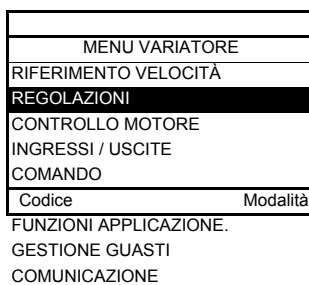 MENU VARIATORE
RIFERIMENTO VELOCITÀ
REGOLAZIONI
CONTROLLO MOTORE
INGRESSI / USCITE
COMANDO
Codice Modalità
FUNZIONI APPLICAZIONE.
GESTIONE GUASTI
COMUNICAZIONE